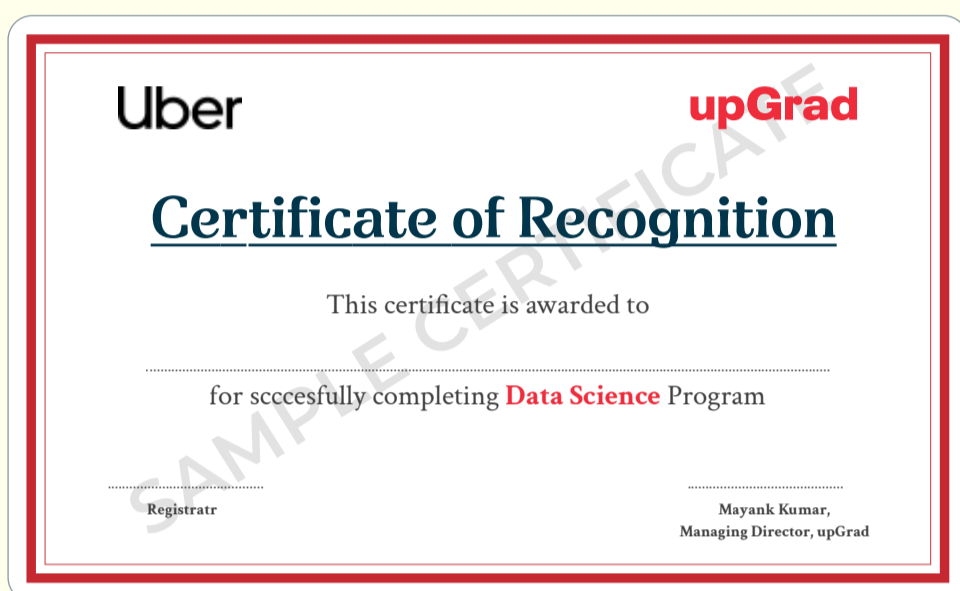 Uber
upGrad
Certificate of Recognition
This certificate is awarded to
for scccesfully completing Data Science Program
SAMPLE CERTIFICATE
Registratr
Mayank Kumar,
Managing Director, upGrad